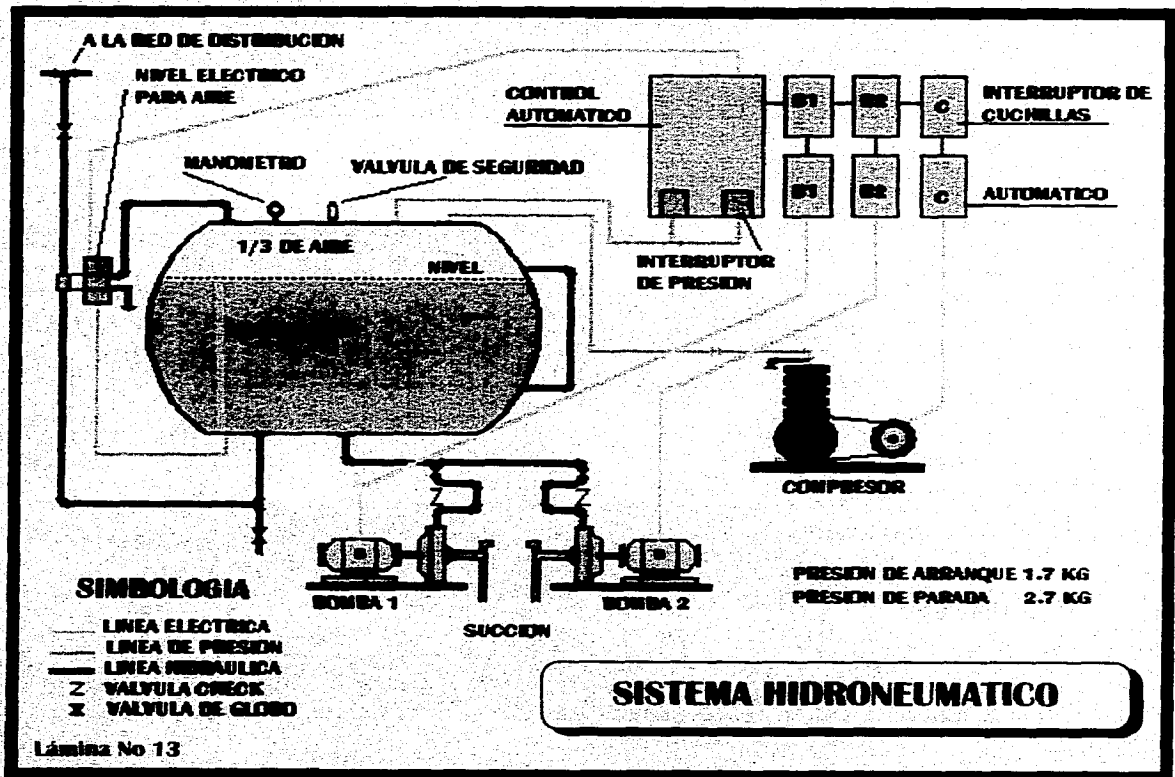 A LA RED DE DISTRIBUCION
NIVEL ELECTRICO
PARA AIRE
MANOMETRO
VALVULA DE SEGURIDAD
CONTROL
AUTOMATICO
B1
B2
C
INTERRUPTOR DE
CUCHILLAS
B1
B2
C
AUTOMATICO
1/3 DE AIRE
NIVEL
INTERRUPTOR
DE PRESION
COMPRESOR
BOMBA 1
BOMBA 2
SUCCION
PRESION DE ARRANQUE 1.7 KG
PRESION DE PARADA 2.7 KG
SIMBOLOGIA
LINEA ELECTRICA
LINEA DE PRESION
LINEA HIDRAULICA
Z VALVULA CHECK
VALVULA DE GLOBO
SISTEMA HIDRONEUMATICO
Lámina No 13